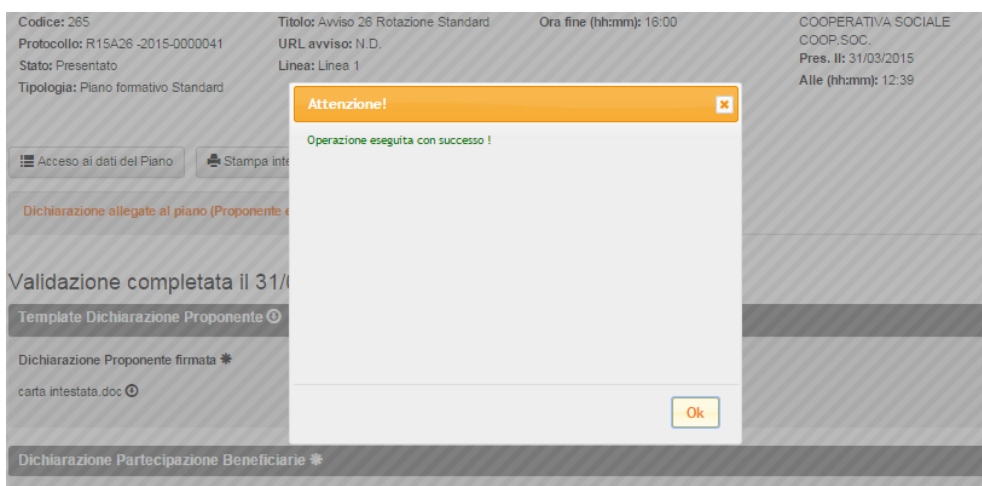 Codice: 265
Titolo: Avviso 26 Rotazione Standard
Ora fine (hh:mm): 16:00
COOPERATIVA SOCIALE
COOP.SOC.
Protocollo: R15A26 -2015-0000041
URL avviso: N.D.
Pres. Il: 31/03/2015
Stato: Presentato
Linea: Linea 1
Alle (hh:mm): 12:39
Tipologia: Piano formativo Standard
Attenzione!
Operazione eseguita con successo !
Acceso ai dati del Piano
Stampa inte
Dichiarazione allegate al piano (Proponente e
Validazione completata il 31/
Template Dichiarazione Proponente
Dichiarazione Proponente firmata *
carta intestata.doc
Ok
Dichiarazione Partecipazione Beneficiarie *